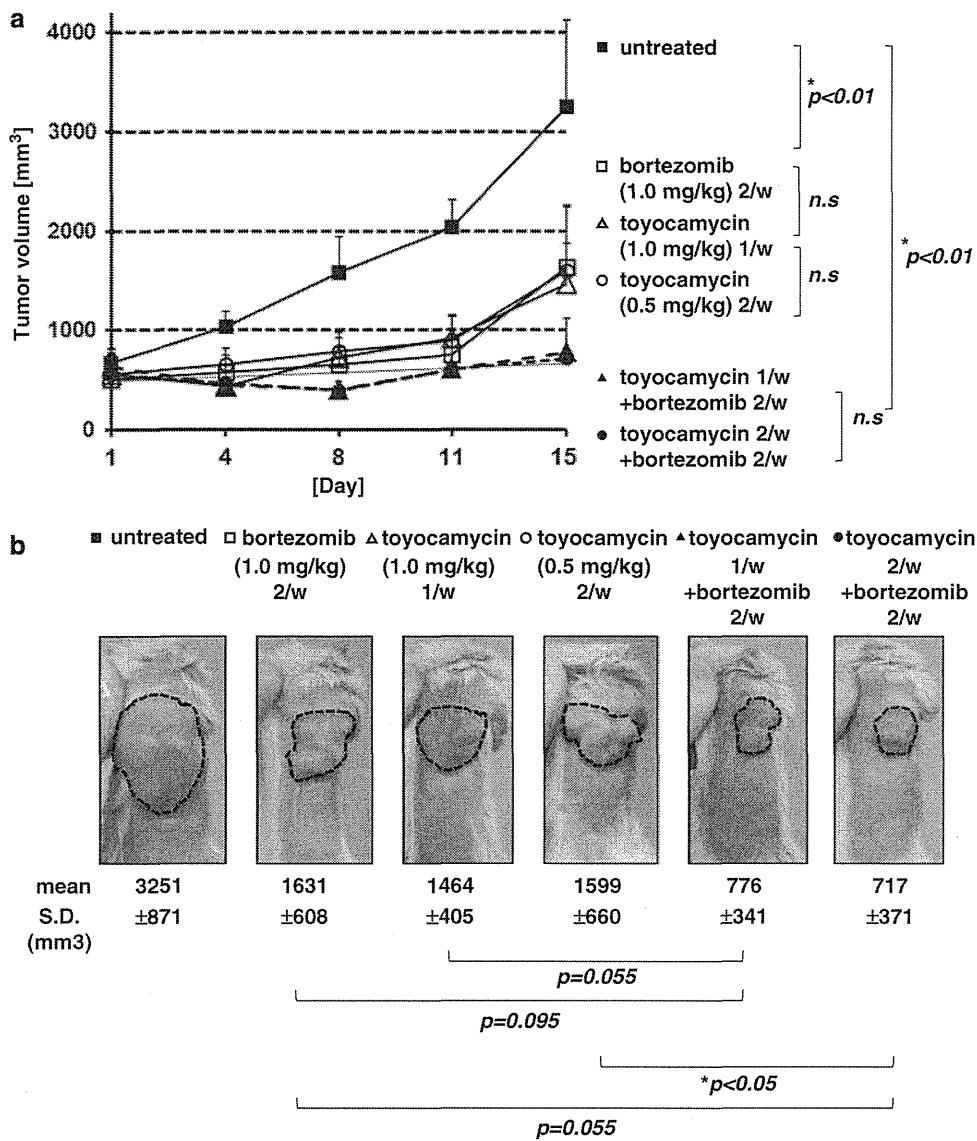 a
4000
3000
2000
1000
0
Tumor volume [mm³]
1 4 8 11 15
[Day]
untreated
bortezomib
(1.0 mg/kg) 2/w
toyocamycin
(1.0 mg/kg) 1/w
toyocamycin
(0.5 mg/kg) 2/w
toyocamycin 1/w
+bortezomib 2/w
toyocamycin 2/w
+bortezomib 2/w
*p<0.01
n.s
n.s
*p<0.01
n.s
b
untreated bortezomib toyocamycin toyocamycin toyocamycin toyocamycin
(1.0 mg/kg) (1.0 mg/kg) (0.5 mg/kg) 1/w 2/w
2/w 1/w 2/w +bortezomib +bortezomib
2/w 2/w
mean 3251 1631 1464 1599 776 717
S.D. ±871 ±608 ±405 ±660 ±341 ±371
(mm3)
p=0.055
p=0.095
*p<0.05
p=0.055